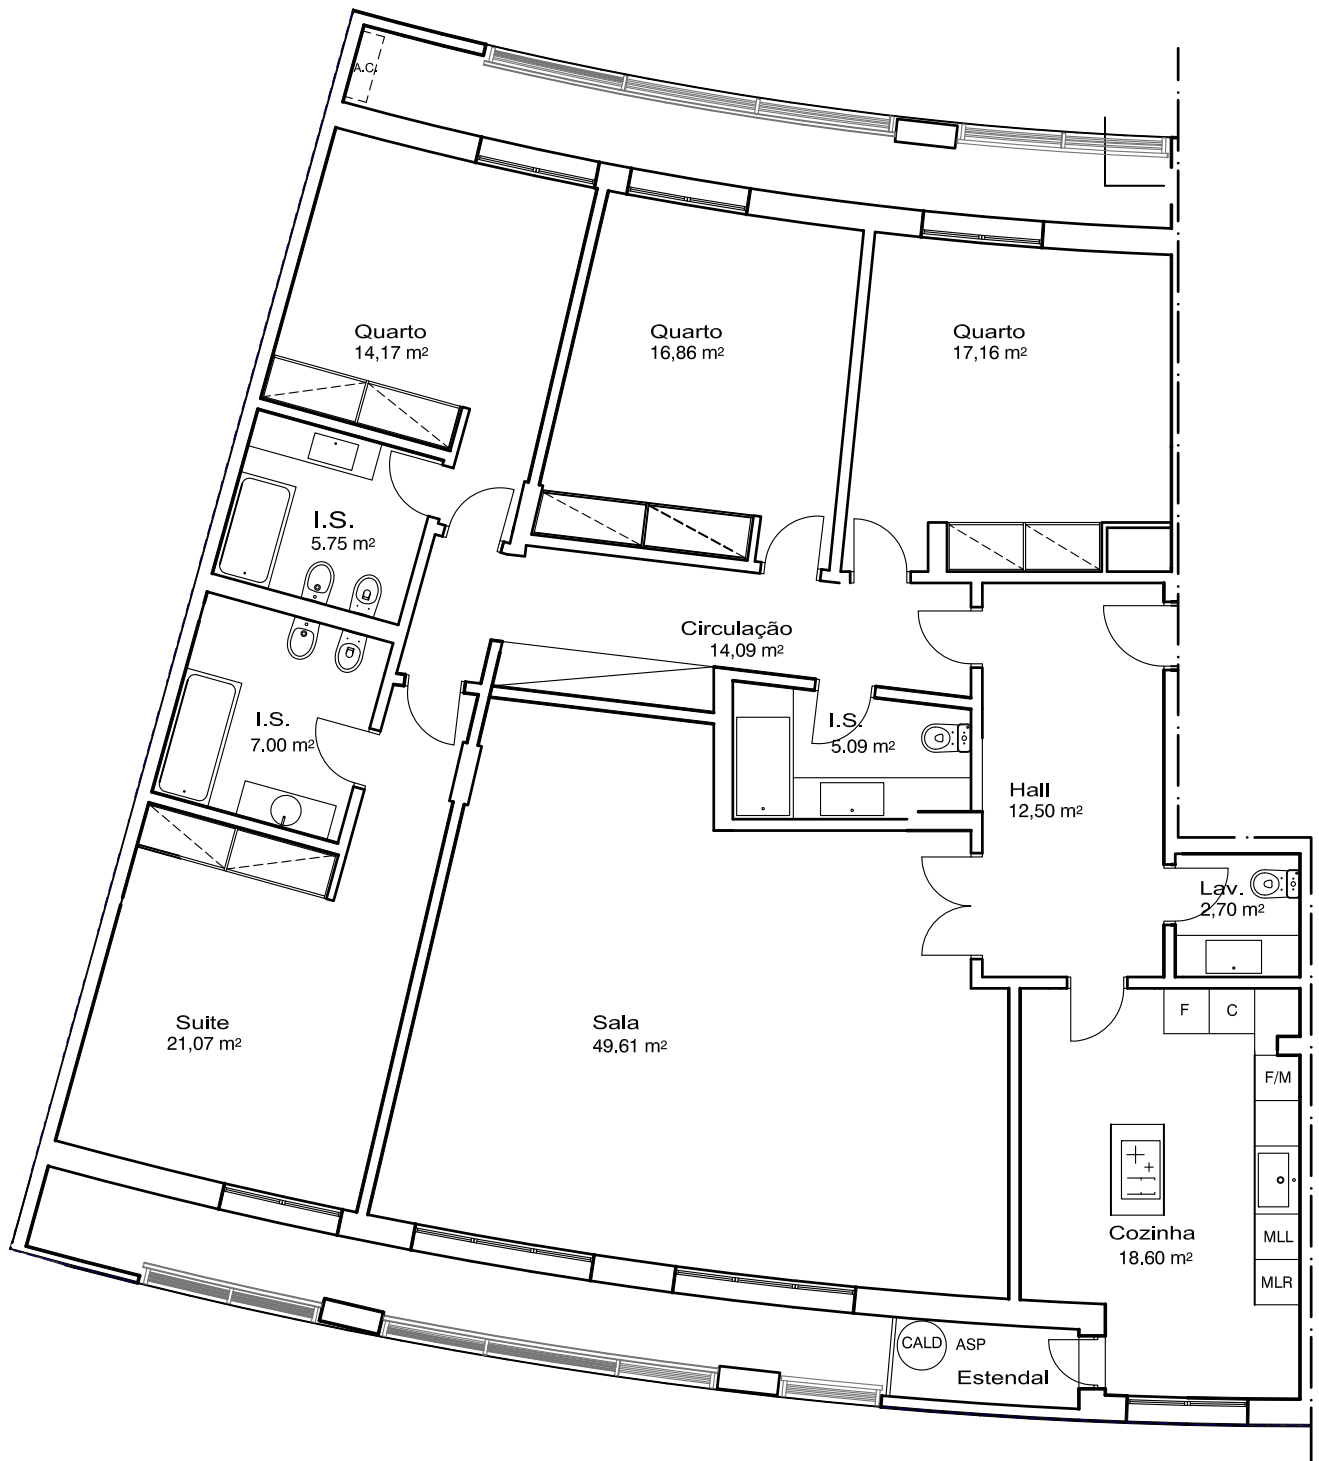 A.C.
Quarto
14,17 m²
Quarto
16,86 m²
Quarto
17,16 m²
I.S.
5.75 m²
Circulação
14,09 m²
I.S.
7.00 m²
I.S.
5.09 m²
Hall
12,50 m²
Lav.
2,70 m²
Suite
21,07 m²
Sala
49.61 m²
F
C
F/M
Cozinha
18.60 m²
MLL
MLR
CALD
ASP
Estendal